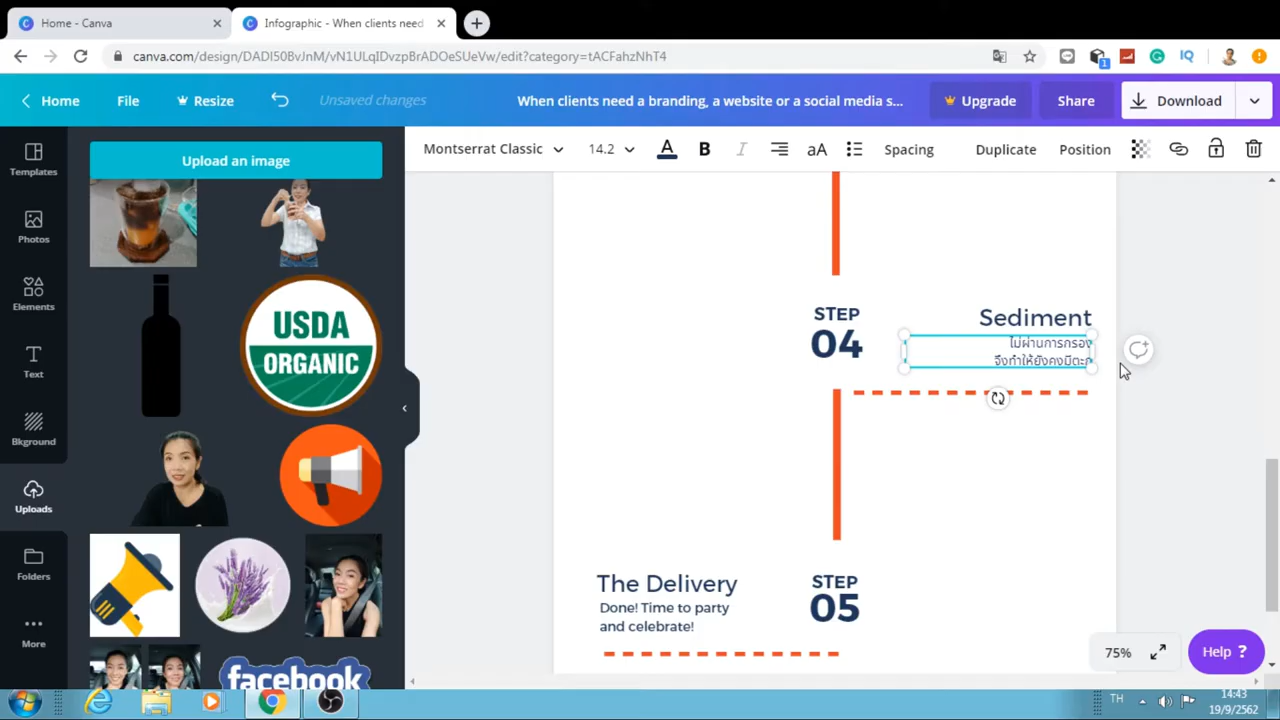 Home - Canva
Infographic - When clients need
canva.com/design/DADI50BvJnM/vN1ULqIDvzpBrADOeSUeVw/edit?category=tACFahzNhT4
Home
File
Resize
Unsaved changes
When clients need a branding, a website or a social media s...
Upgrade
Share
Download
Montserrat Classic
14.2
A
B
I
aA
Spacing
Duplicate
Position
Templates
Photos
Elements
Text
Bkground
Uploads
Folders
More
Upload an image
USDA
ORGANIC
facebook
STEP
04
Sediment
ไม่ผ่านการกรอง
จึงทำให้ยังคงมีตะก
The Delivery
Done! Time to party
and celebrate!
STEP
05
75%
Help ?
TH
14:43
19/9/2562